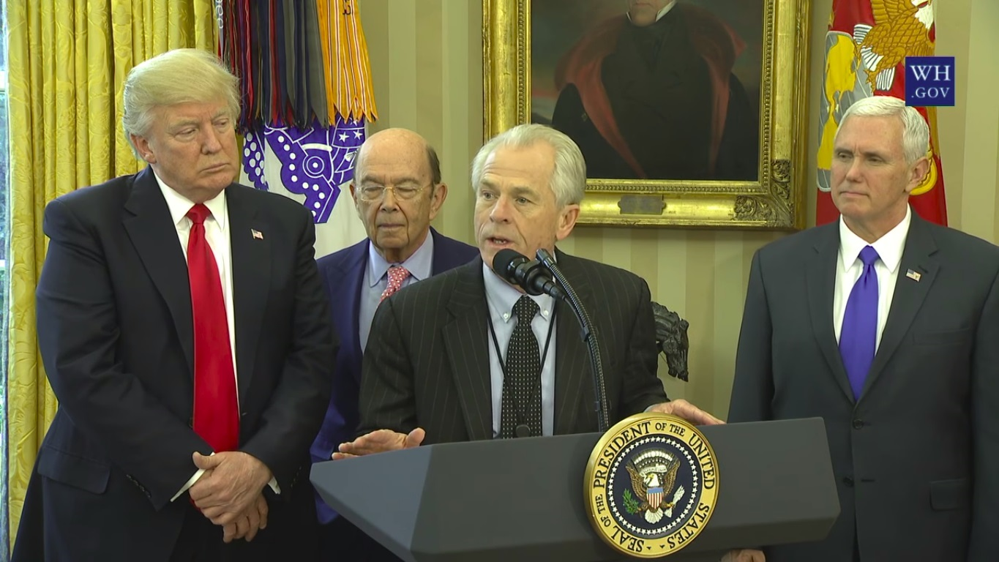 WH
.GOV
SEAL OF THE PRESIDENT OF THE UNITED STATES